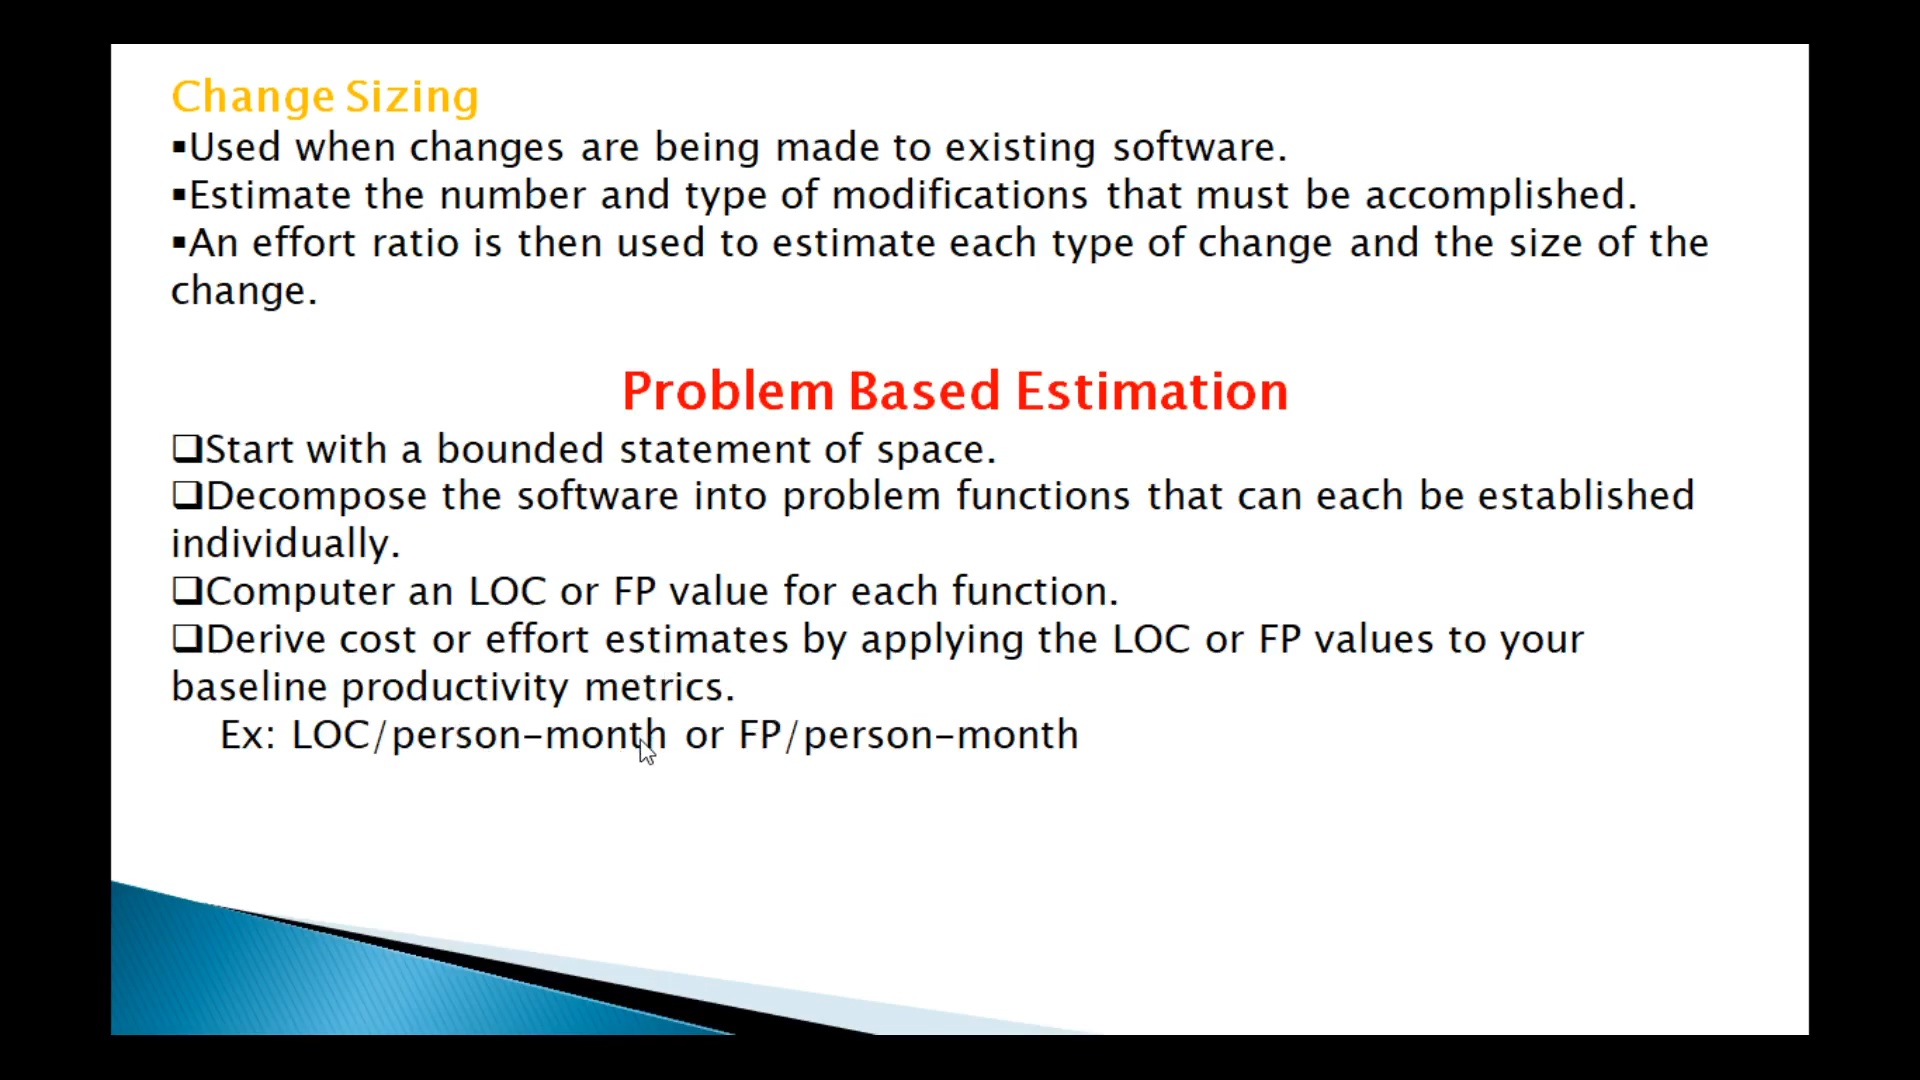 Change Sizing
▪Used when changes are being made to existing software.
▪Estimate the number and type of modifications that must be accomplished.
▪An effort ratio is then used to estimate each type of change and the size of the
change.
Problem Based Estimation
❑Start with a bounded statement of space.
❑Decompose the software into problem functions that can each be established
individually.
❑Computer an LOC or FP value for each function.
❑Derive cost or effort estimates by applying the LOC or FP values to your
baseline productivity metrics.
Ex: LOC/person-month or FP/person-month